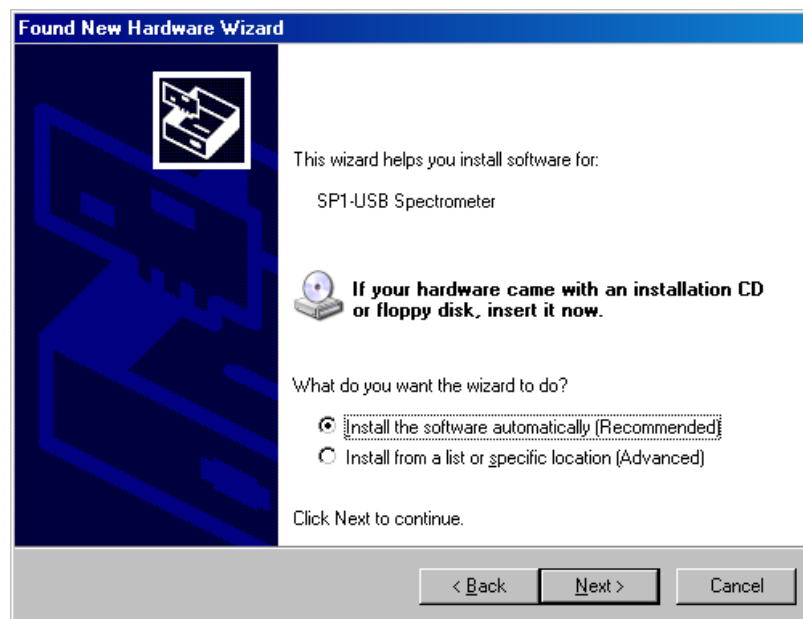 Found New Hardware Wizard
This wizard helps you install software for:
SP1-USB Spectrometer
If your hardware came with an installation CD
or floppy disk, insert it now.
What do you want the wizard to do?
Install the software automatically (Recommended)
Install from a list or specific location (Advanced)
Click Next to continue.
< Back Next > Cancel